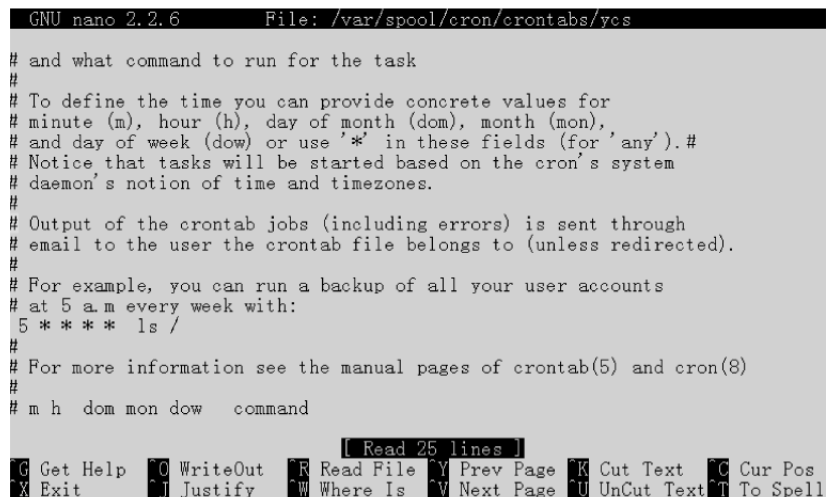 GNU nano 2.2.6 File: /var/spool/cron/crontabs/ycs
# and what command to run for the task
#
# To define the time you can provide concrete values for
# minute (m), hour (h), day of month (dom), month (mon),
# and day of week (dow) or use '*' in these fields (for 'any').#
# Notice that tasks will be started based on the cron's system
# daemon's notion of time and timezones.
#
# Output of the crontab jobs (including errors) is sent through
# email to the user the crontab file belongs to (unless redirected).
#
# For example, you can run a backup of all your user accounts
# at 5 a.m every week with:
5 * * * * ls /
#
# For more information see the manual pages of crontab(5) and cron(8)
#
# m h dom mon dow command
[ Read 25 lines ]
^G Get Help ^O WriteOut ^R Read File ^Y Prev Page ^K Cut Text ^C Cur Pos
^X Exit ^J Justify ^W Where Is ^V Next Page ^U UnCut Text ^T To Spell